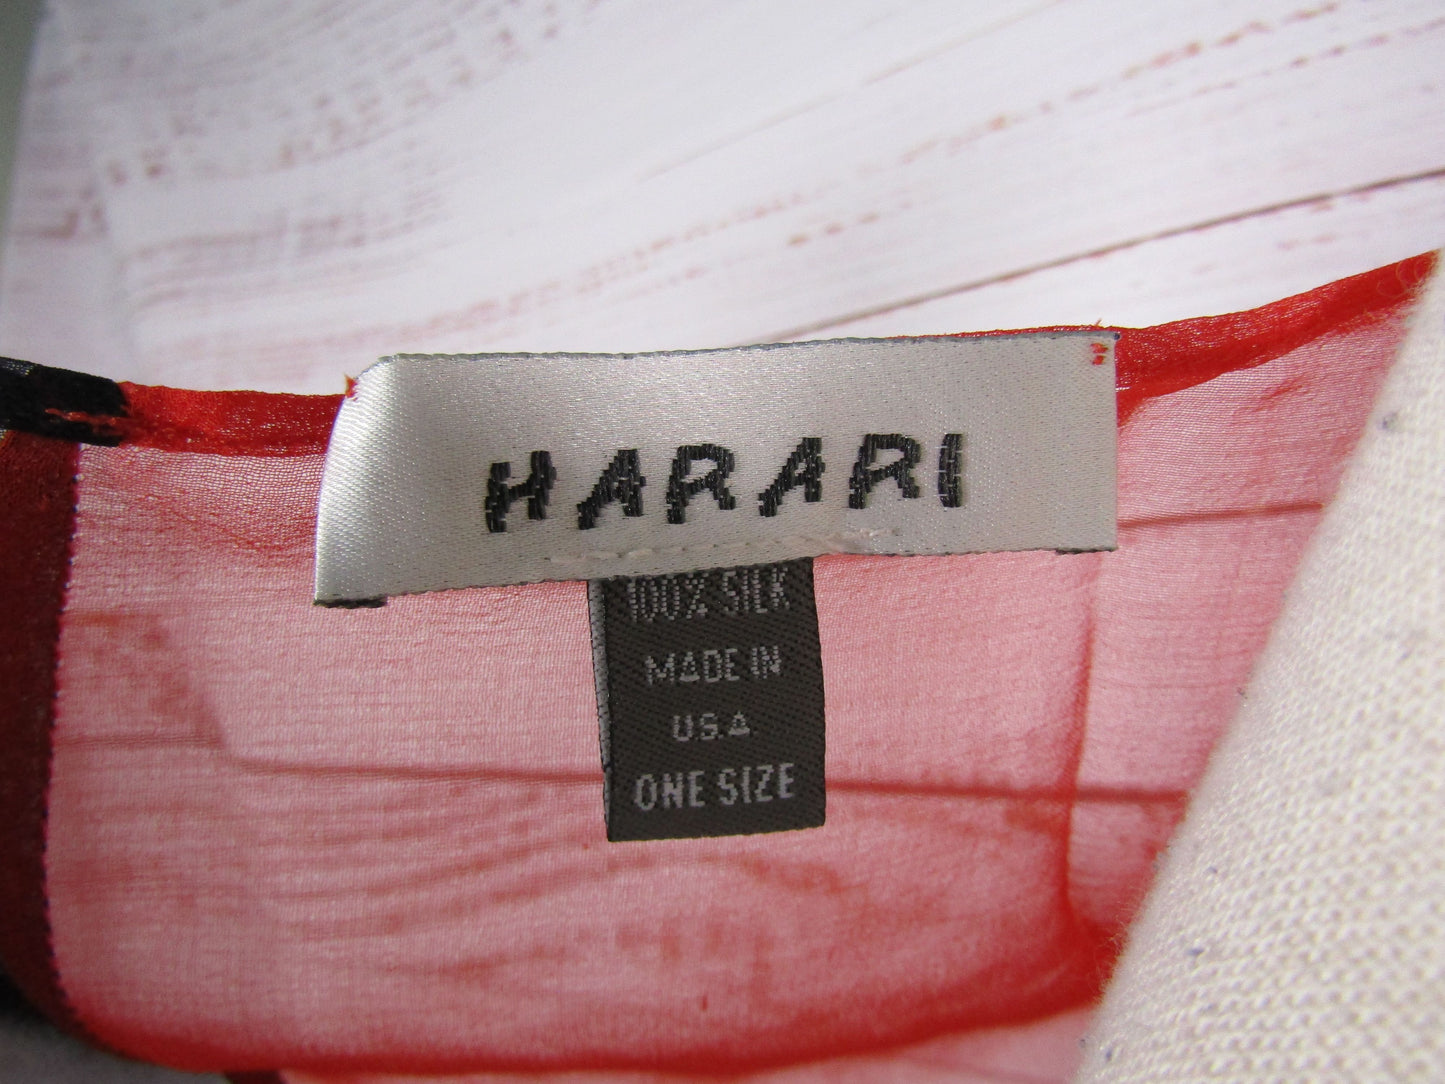 HARARI
100% SILK
MADE IN
U.S.A.
ONE SIZE